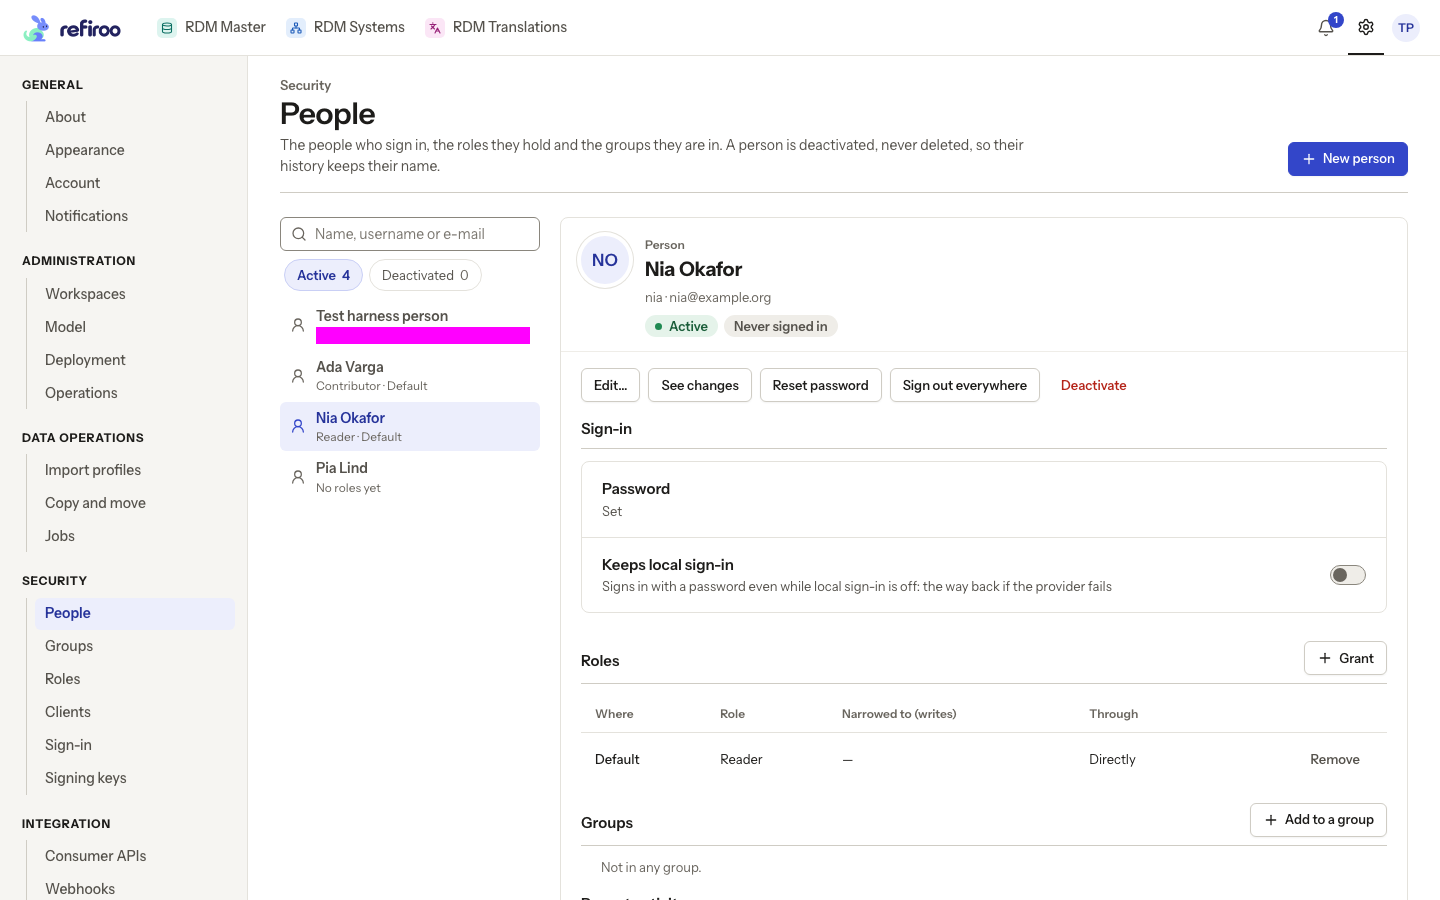 refiroo
RDM Master
RDM Systems
RDM Translations
1
TP
GENERAL
About
Appearance
Account
Notifications
ADMINISTRATION
Workspaces
Model
Deployment
Operations
DATA OPERATIONS
Import profiles
Copy and move
Jobs
SECURITY
People
Groups
Roles
Clients
Sign-in
Signing keys
INTEGRATION
Consumer APIs
Webhooks
Security
People
The people who sign in, the roles they hold and the groups they are in. A person is deactivated, never deleted, so their
history keeps their name.
New person
Name, username or e-mail
Active 4
Deactivated 0
Test harness person
Ada Varga
Contributor · Default
Nia Okafor
Reader · Default
Pia Lind
No roles yet
NO
Person
Nia Okafor
nia · nia@example.org
Active
Never signed in
Edit...
See changes
Reset password
Sign out everywhere
Deactivate
Sign-in
Password
Set
Keeps local sign-in
Signs in with a password even while local sign-in is off: the way back if the provider fails
Roles
Grant
Where
Role
Narrowed to (writes)
Through
Default
Reader
—
Directly
Remove
Groups
Add to a group
Not in any group.